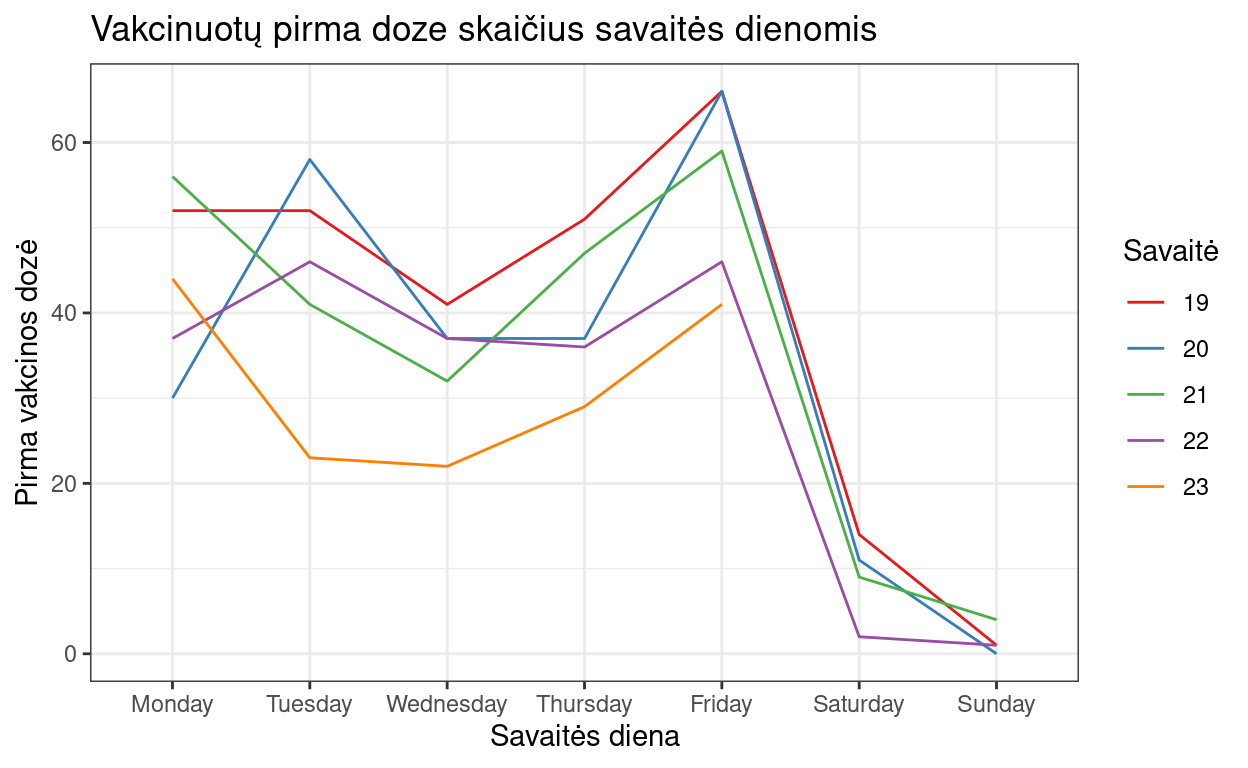 Vakcinuotų pirma doze skaičius savaitės dienomis
Pirma vakcinos dozė
60
40
20
0
Monday Tuesday Wednesday Thursday Friday Saturday Sunday
Savaitės diena
Savaitė
19
20
21
22
23